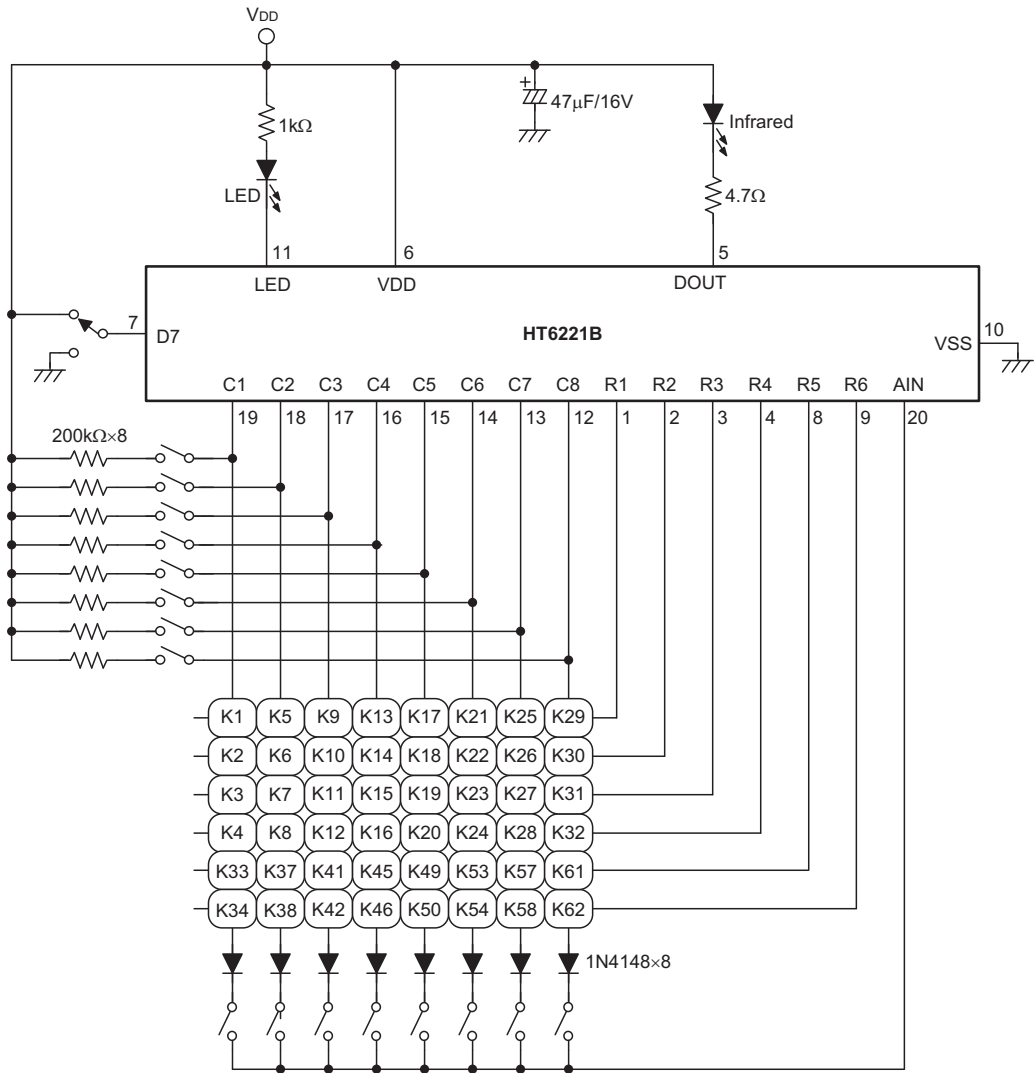 VDD
1kΩ
47μF/16V
Infrared
LED
4.7Ω
11 6 5
LED VDD DOUT
7 D7 HT6221B VSS 10
C1 C2 C3 C4 C5 C6 C7 C8 R1 R2 R3 R4 R5 R6 AIN
19 18 17 16 15 14 13 12 1 2 3 4 8 9 20
200kΩ×8
K1 K5 K9 K13 K17 K21 K25 K29
K2 K6 K10 K14 K18 K22 K26 K30
K3 K7 K11 K15 K19 K23 K27 K31
K4 K8 K12 K16 K20 K24 K28 K32
K33 K37 K41 K45 K49 K53 K57 K61
K34 K38 K42 K46 K50 K54 K58 K62
1N4148×8